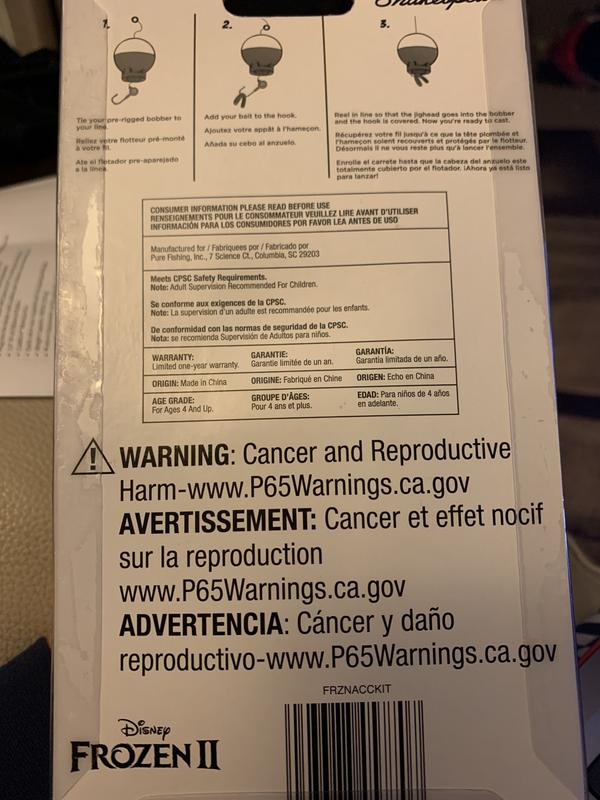 Shakespear
1.
2.
3.
Tie your pre-rigged bobber to
your line.
Reliez votre flotteur pré-monté
à votre fil.
Ate el flotador pre-aparejado
a la línea.
Add your bait to the hook.
Ajoutez votre appât à l'hameçon.
Añada su cebo al anzuelo.
Reel in line so that the jighead goes into the bobber
and the hook is covered. Now you're ready to cast.
Récupérez votre fil jusqu'à ce que la tête plombée et
l'hameçon soient recouverts et protégés par le flotteur.
Désormais il ne vous reste plus qu'à lancer l'ensemble.
Enrolle el carrete hasta que la cabeza del anzuelo este
totalmente cubierto por el flotador. ¡Ahora ya está listo
para lanzar!
CONSUMER INFORMATION PLEASE READ BEFORE USE
RENSEIGNEMENTS POUR LE CONSOMMATEUR VEUILLEZ LIRE AVANT D'UTILISER
INFORMACIÓN PARA LOS CONSUMIDORES POR FAVOR LEA ANTES DE USO
Manufactured for / Fabriquees por / Fabricado por
Pure Fishing, Inc., 7 Science Ct., Columbia, SC 29203
Meets CPSC Safety Requirements.
Note: Adult Supervision Recommended For Children.
Se conforme aux exigences de la CPSC.
Note: La supervision d'un adulte est recommandée pour les enfants.
De conformidad con las normas de seguridad de la CPSC.
Nota: se recomienda Supervisión de Adultos para niños.
WARRANTY:
Limited one-year warranty.
GARANTIE:
Garantie limitée de un an.
GARANTÍA:
Garantía limitada de un año.
ORIGIN: Made in China
ORIGINE: Fabriqué en Chine
ORIGEN: Echo en China
AGE GRADE:
For Ages 4 And Up.
GROUPE D'ÂGES:
Pour 4 ans et plus.
EDAD: Para niños de 4 años
en adelante.
WARNING: Cancer and Reproductive
Harm-www.P65Warnings.ca.gov
AVERTISSEMENT: Cancer et effet nocif
sur la reproduction
www.P65Warnings.ca.gov
ADVERTENCIA: Cáncer y daño
reproductivo-www.P65Warnings.ca.gov
FRZNACCKIT
Disney
FROZEN II